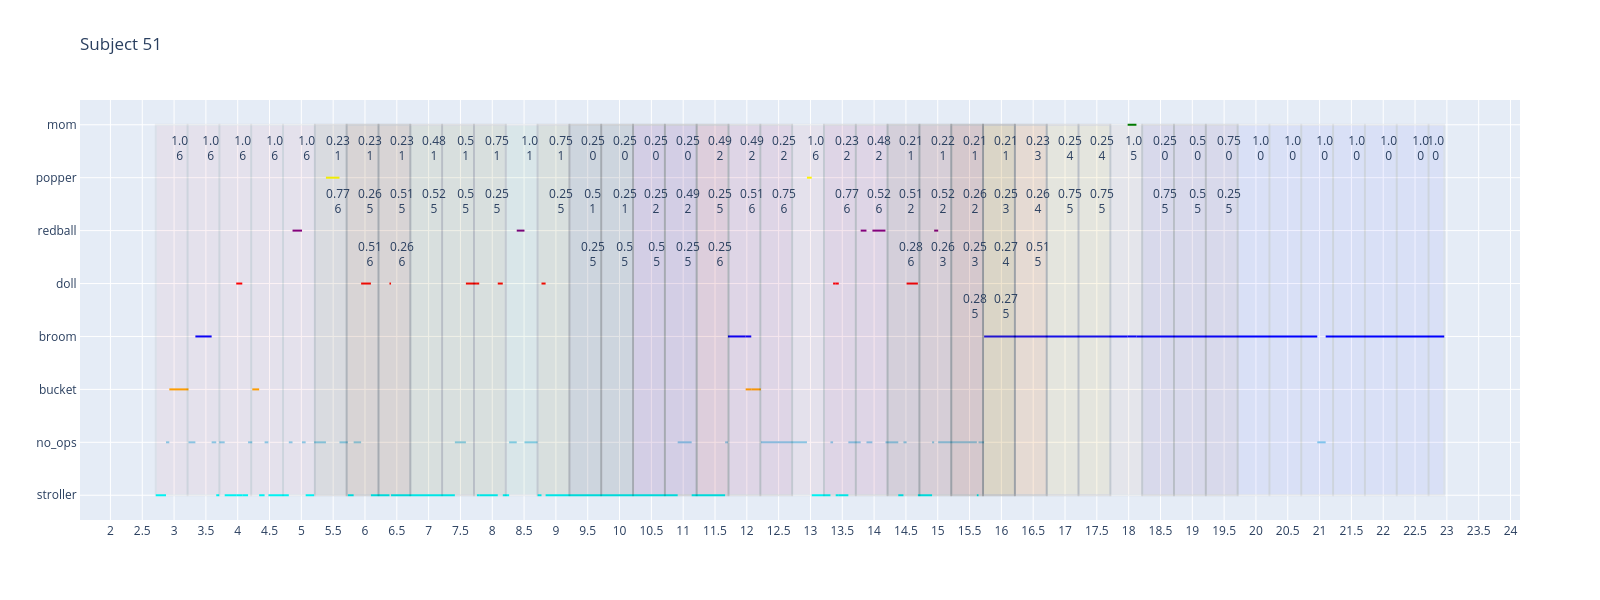 Subject 51
mom
1.0 1.0 1.0 1.0 1.0 0.23 0.23 0.23 0.48 0.5 0.75 1.0 0.75 0.25 0.25 0.25 0.25 0.49 0.49 0.25 1.0 0.23 0.48 0.21 0.22 0.21 0.21 0.23 0.25 0.25 1.0 0.25 0.5 0.75 1.0 1.0 1.0 1.0 1.0 1.0 1.0
6 6 6 6 6 1 1 1 1 1 1 1 1 0 0 0 0 2 2 2 6 2 2 1 1 1 1 3 4 4 5 0 0 0 0 0 0 0 0 0 0
popper
0.77 0.26 0.51 0.52 0.5 0.25 0.25 0.5 0.25 0.25 0.49 0.25 0.51 0.75 0.77 0.52 0.51 0.52 0.26 0.25 0.26 0.75 0.75 0.75 0.5 0.25
6 5 5 5 5 5 5 1 1 2 2 5 6 6 6 6 2 2 2 3 4 5 5 5 5 5
redball
0.51 0.26 0.25 0.5 0.5 0.25 0.25 0.28 0.26 0.25 0.27 0.51
6 6 5 5 5 5 6 6 3 3 4 5
doll
0.28 0.27
5 5
broom
bucket
no_ops
stroller
2 2.5 3 3.5 4 4.5 5 5.5 6 6.5 7 7.5 8 8.5 9 9.5 10 10.5 11 11.5 12 12.5 13 13.5 14 14.5 15 15.5 16 16.5 17 17.5 18 18.5 19 19.5 20 20.5 21 21.5 22 22.5 23 23.5 24